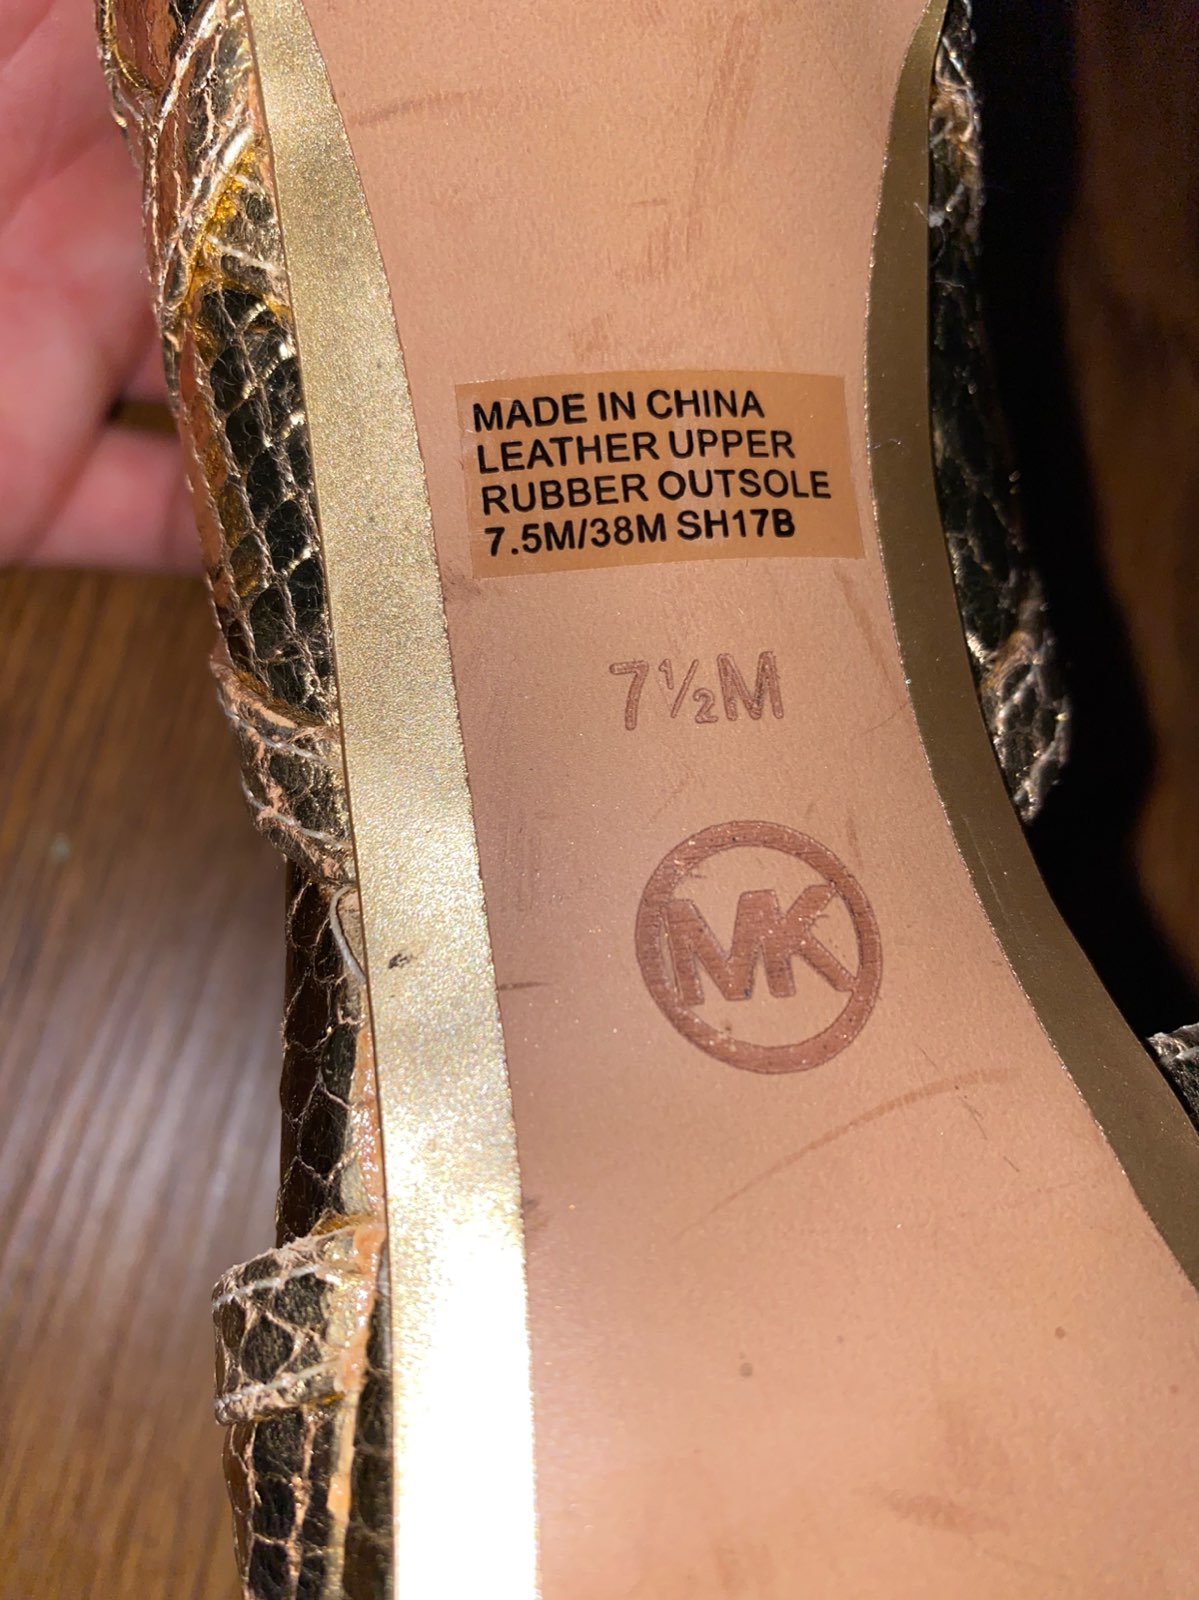 MADE IN CHINA
LEATHER UPPER
RUBBER OUTSOLE
7.5M/38M SH17B
7½M
MK